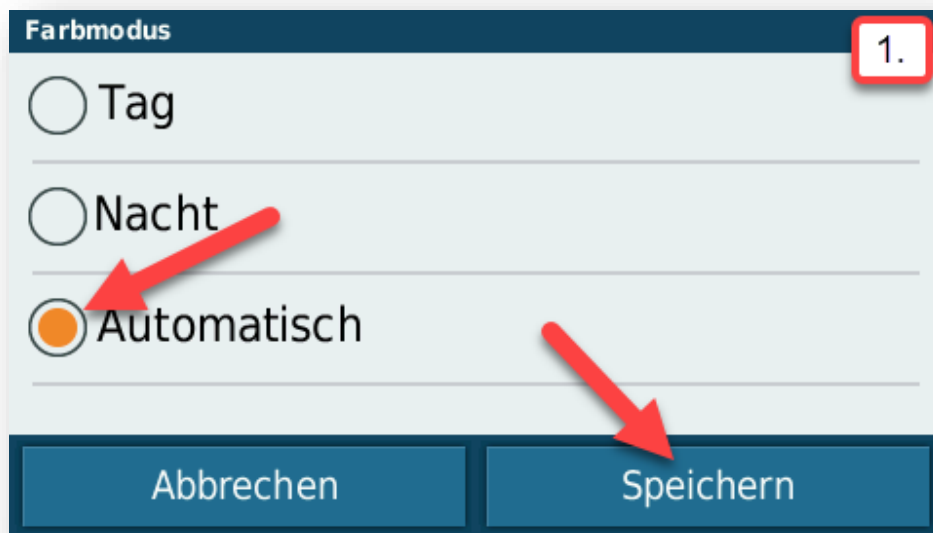 Farbmodus
1.
Tag
Nacht
Automatisch
Abbrechen
Speichern